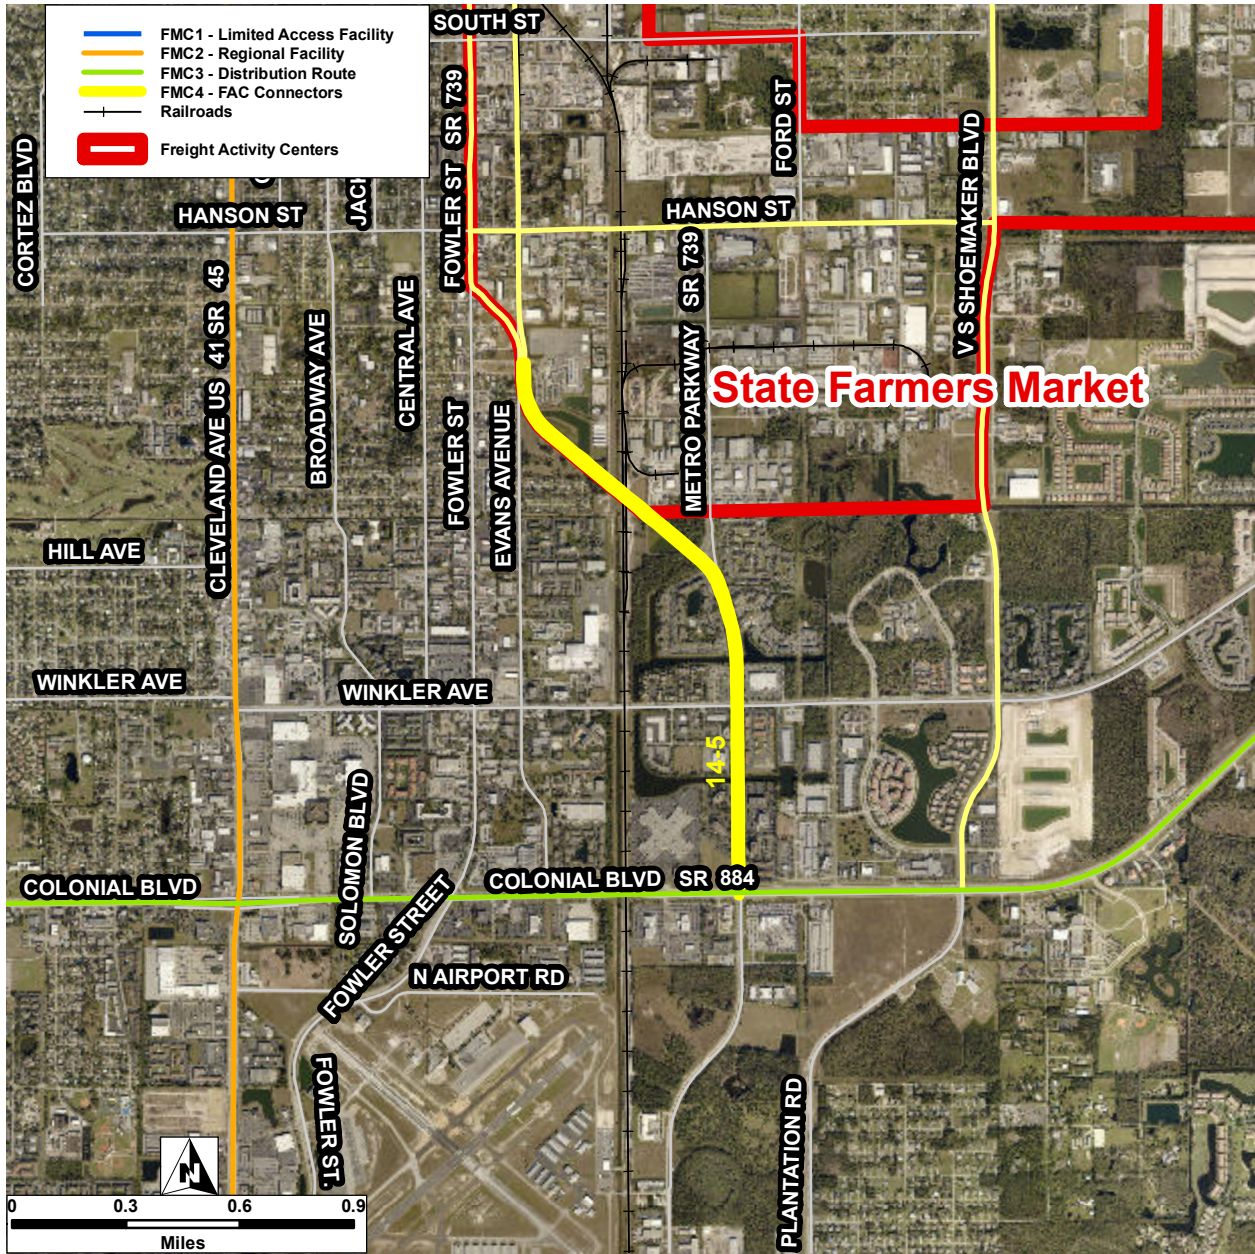 FMC1 - Limited Access Facility
FMC2 - Regional Facility
FMC3 - Distribution Route
FMC4 - FAC Connectors
Railroads
Freight Activity Centers
SOUTH ST
FOWLER ST SR 739
FORD ST
CORTEZ BLVD
HANSON ST
JACK
HANSON ST
V S SHOEMAKER BLVD
CLEVELAND AVE US 41 SR 45
BROADWAY AVE
CENTRAL AVE
METRO PARKWAY SR 739
State Farmers Market
FOWLER ST
EVANS AVENUE
HILL AVE
WINKLER AVE
WINKLER AVE
14-5
SOLOMON BLVD
COLONIAL BLVD
COLONIAL BLVD SR 884
FOWLER STREET
N AIRPORT RD
FOWLER ST.
PLANTATION RD
N
0 0.3 0.6 0.9
Miles